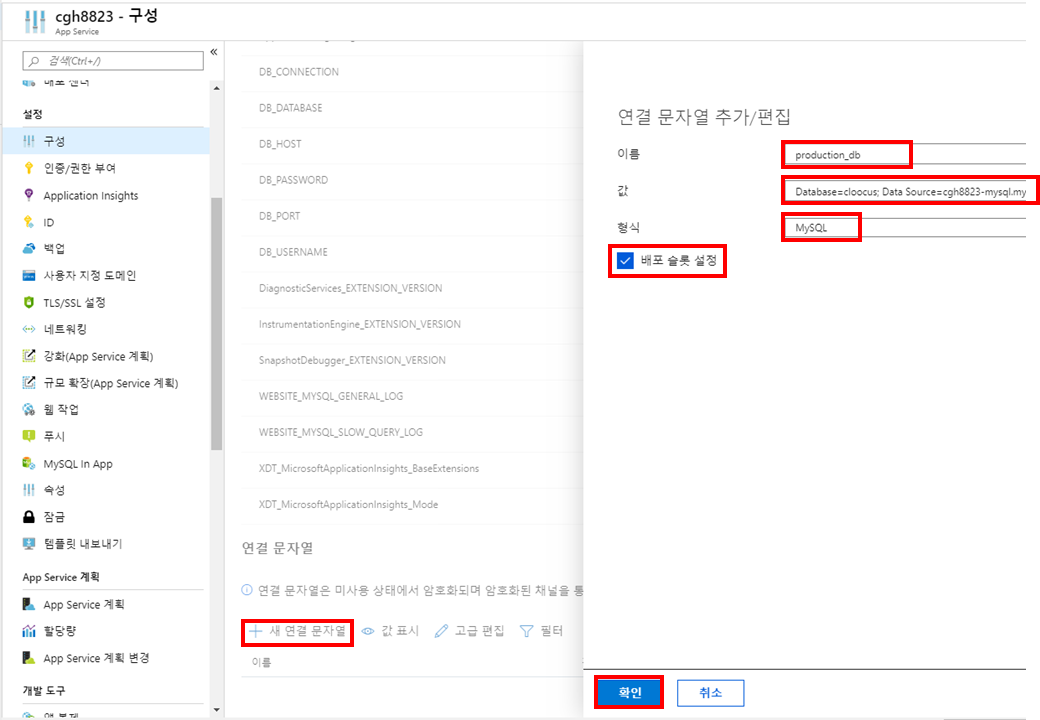 cgh8823 - 구성
App Service
검색(Ctrl+/)
«
배포 센터
설정
구성
인증/권한 부여
Application Insights
ID
백업
사용자 지정 도메인
TLS/SSL 설정
네트워킹
강화(App Service 계획)
규모 확장(App Service 계획)
웹 작업
푸시
MySQL In App
속성
잠금
템플릿 내보내기
App Service 계획
App Service 계획
할당량
App Service 계획 변경
개발 도구
앱 복제
DB_CONNECTION
DB_DATABASE
DB_HOST
DB_PASSWORD
DB_PORT
DB_USERNAME
DiagnosticServices_EXTENSION_VERSION
InstrumentationEngine_EXTENSION_VERSION
SnapshotDebugger_EXTENSION_VERSION
WEBSITE_MYSQL_GENERAL_LOG
WEBSITE_MYSQL_SLOW_QUERY_LOG
XDT_MicrosoftApplicationInsights_BaseExtensions
XDT_MicrosoftApplicationInsights_Mode
연결 문자열
연결 문자열은 미사용 상태에서 암호화되며 암호화된 채널을 통
새 연결 문자열 값 표시 고급 편집 필터
이름
연결 문자열 추가/편집
이름 production_db
값 Database=cloocus; Data Source=cgh8823-mysql.my
형식 MySQL
배포 슬롯 설정
확인 취소